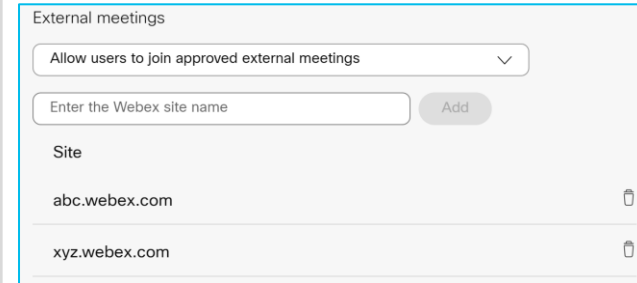 External meetings
Allow users to join approved external meetings
Enter the Webex site name
Add
Site
abc.webex.com
xyz.webex.com